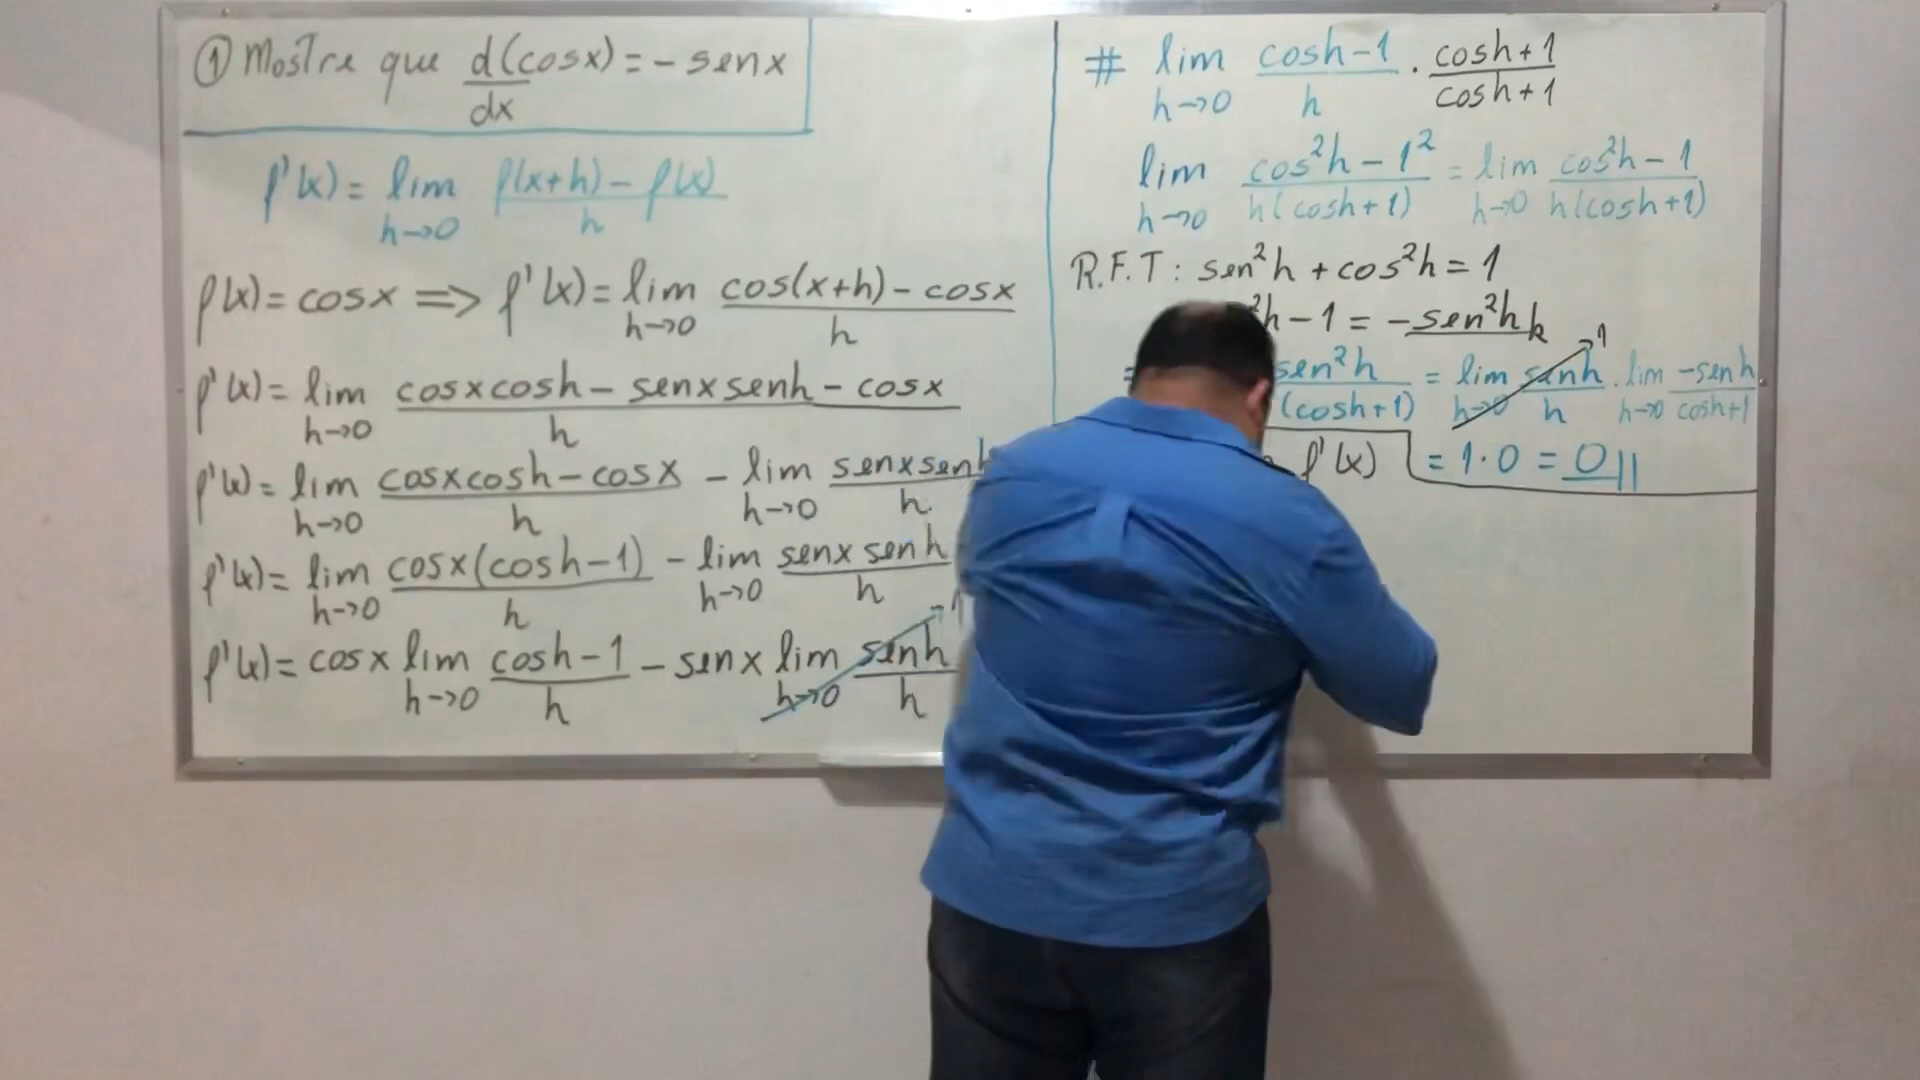 ① Mostre que d(cosx)/dx = - senx
f'(x) = lim h→0 f(x+h) - f(x) / h
f(x) = cosx => f'(x) = lim h→0 cos(x+h) - cosx / h
f'(x) = lim h→0 cosxcosh - senxsenh - cosx / h
f'(x) = lim h→0 cosxcosh - cosx / h - lim h→0 senxsenh / h
f'(x) = lim h→0 cosx(cosh-1) / h - lim h→0 senx senh / h
f'(x) = cosx lim h→0 cosh-1 / h - senx lim h→0 senh / h 1
# lim h→0 cosh-1 / h . cosh+1 / cosh+1
lim h→0 cos²h - 1² / h(cosh+1) = lim h→0 cos²h - 1 / h(cosh+1)
R.F.T: sen²h + cos²h = 1
²h - 1 = -sen²h
= sen²h / (cosh+1) = lim h→0 senh / h 1 . lim h→0 -senh / cosh+1
f'(x) = 1·0 = 0